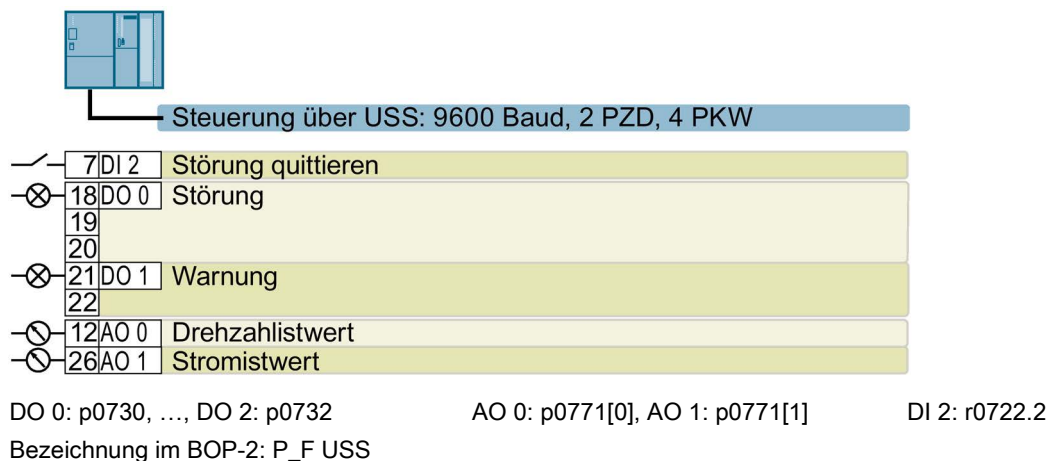 Steuerung über USS: 9600 Baud, 2 PZD, 4 PKW
7 DI 2 Störung quittieren
18 DO 0 Störung
19
20
21 DO 1 Warnung
22
12 AO 0 Drehzahlistwert
26 AO 1 Stromistwert
DO 0: p0730, …, DO 2: p0732 AO 0: p0771[0], AO 1: p0771[1] DI 2: r0722.2
Bezeichnung im BOP-2: P_F USS